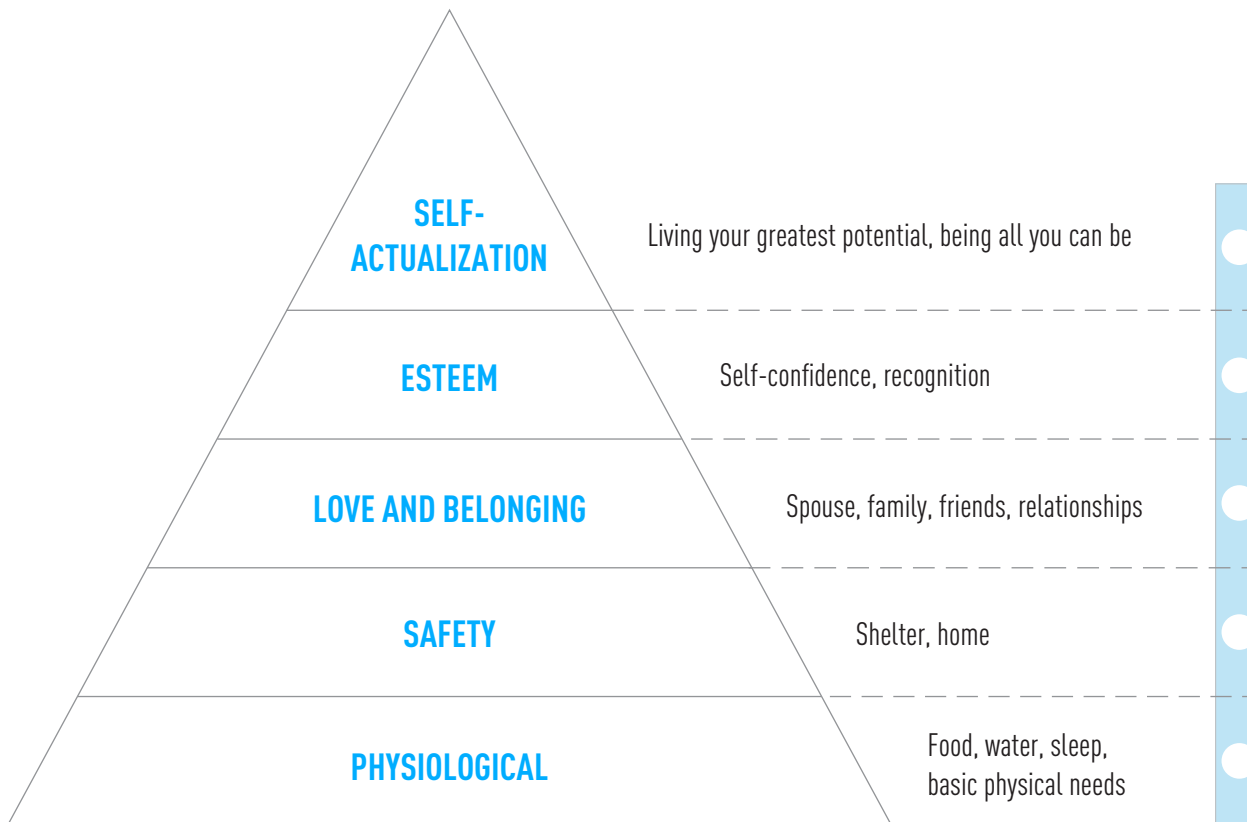 SELF-
ACTUALIZATION
Living your greatest potential, being all you can be
ESTEEM
Self-confidence, recognition
LOVE AND BELONGING
Spouse, family, friends, relationships
SAFETY
Shelter, home
PHYSIOLOGICAL
Food, water, sleep,
basic physical needs